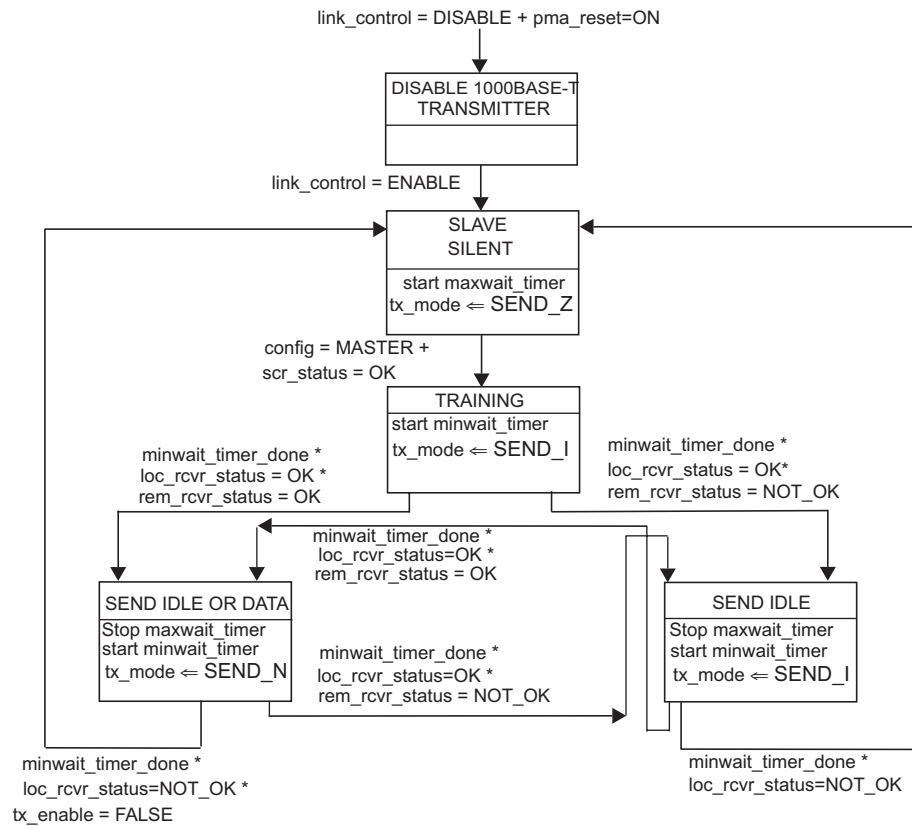 link_control = DISABLE + pma_reset=ON
DISABLE 1000BASE-T
TRANSMITTER
link_control = ENABLE
SLAVE
SILENT
start maxwait_timer
tx_mode ⇐ SEND_Z
config = MASTER +
scr_status = OK
TRAINING
start minwait_timer
tx_mode ⇐ SEND_I
minwait_timer_done *
loc_rcvr_status = OK *
rem_rcvr_status = OK
minwait_timer_done *
loc_rcvr_status = OK*
rem_rcvr_status = NOT_OK
minwait_timer_done *
loc_rcvr_status=OK *
rem_rcvr_status = OK
SEND IDLE OR DATA
Stop maxwait_timer
start minwait_timer
tx_mode ⇐ SEND_N
minwait_timer_done *
loc_rcvr_status=OK *
rem_rcvr_status = NOT_OK
SEND IDLE
Stop maxwait_timer
start minwait_timer
tx_mode ⇐ SEND_I
minwait_timer_done *
loc_rcvr_status=NOT_OK *
tx_enable = FALSE
minwait_timer_done *
loc_rcvr_status=NOT_OK